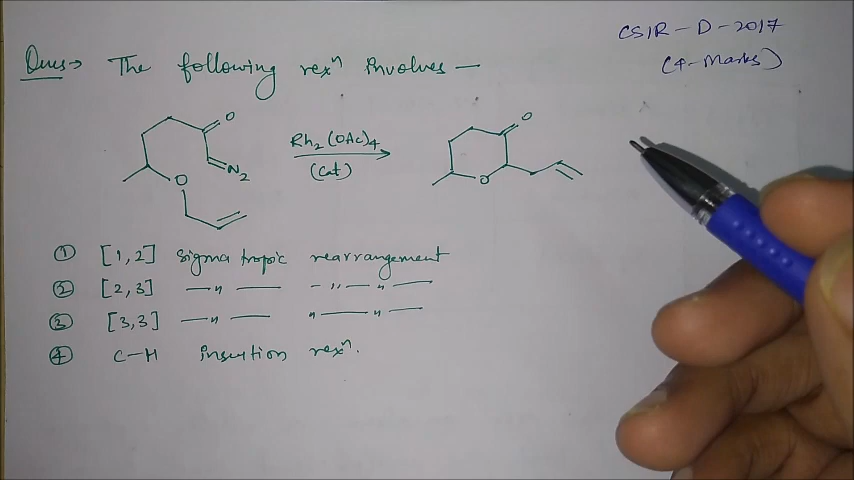 CSIR-D-2017
Ques→ The following rexⁿ involves —
(4-Marks)
O
Rh₂(OAc)₄
O
(Cat)
N₂
O
O
① [1,2] Sigma tropic rearrangement
② [2,3] —〃— —〃—〃—
③ [3,3] —〃— 〃—〃—
④ C-H insertion rexⁿ.